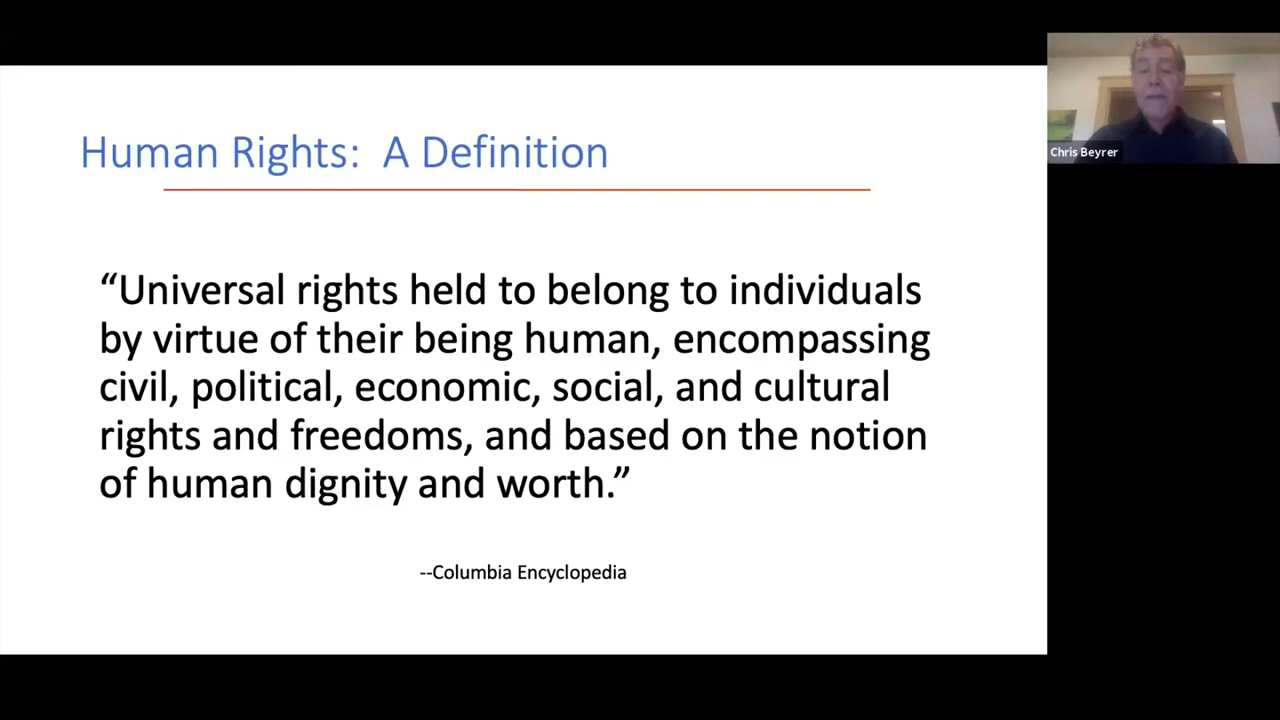 Human Rights:  A Definition
“Universal rights held to belong to individuals
by virtue of their being human, encompassing
civil, political, economic, social, and cultural
rights and freedoms, and based on the notion
of human dignity and worth.”
--Columbia Encyclopedia
Chris Beyrer